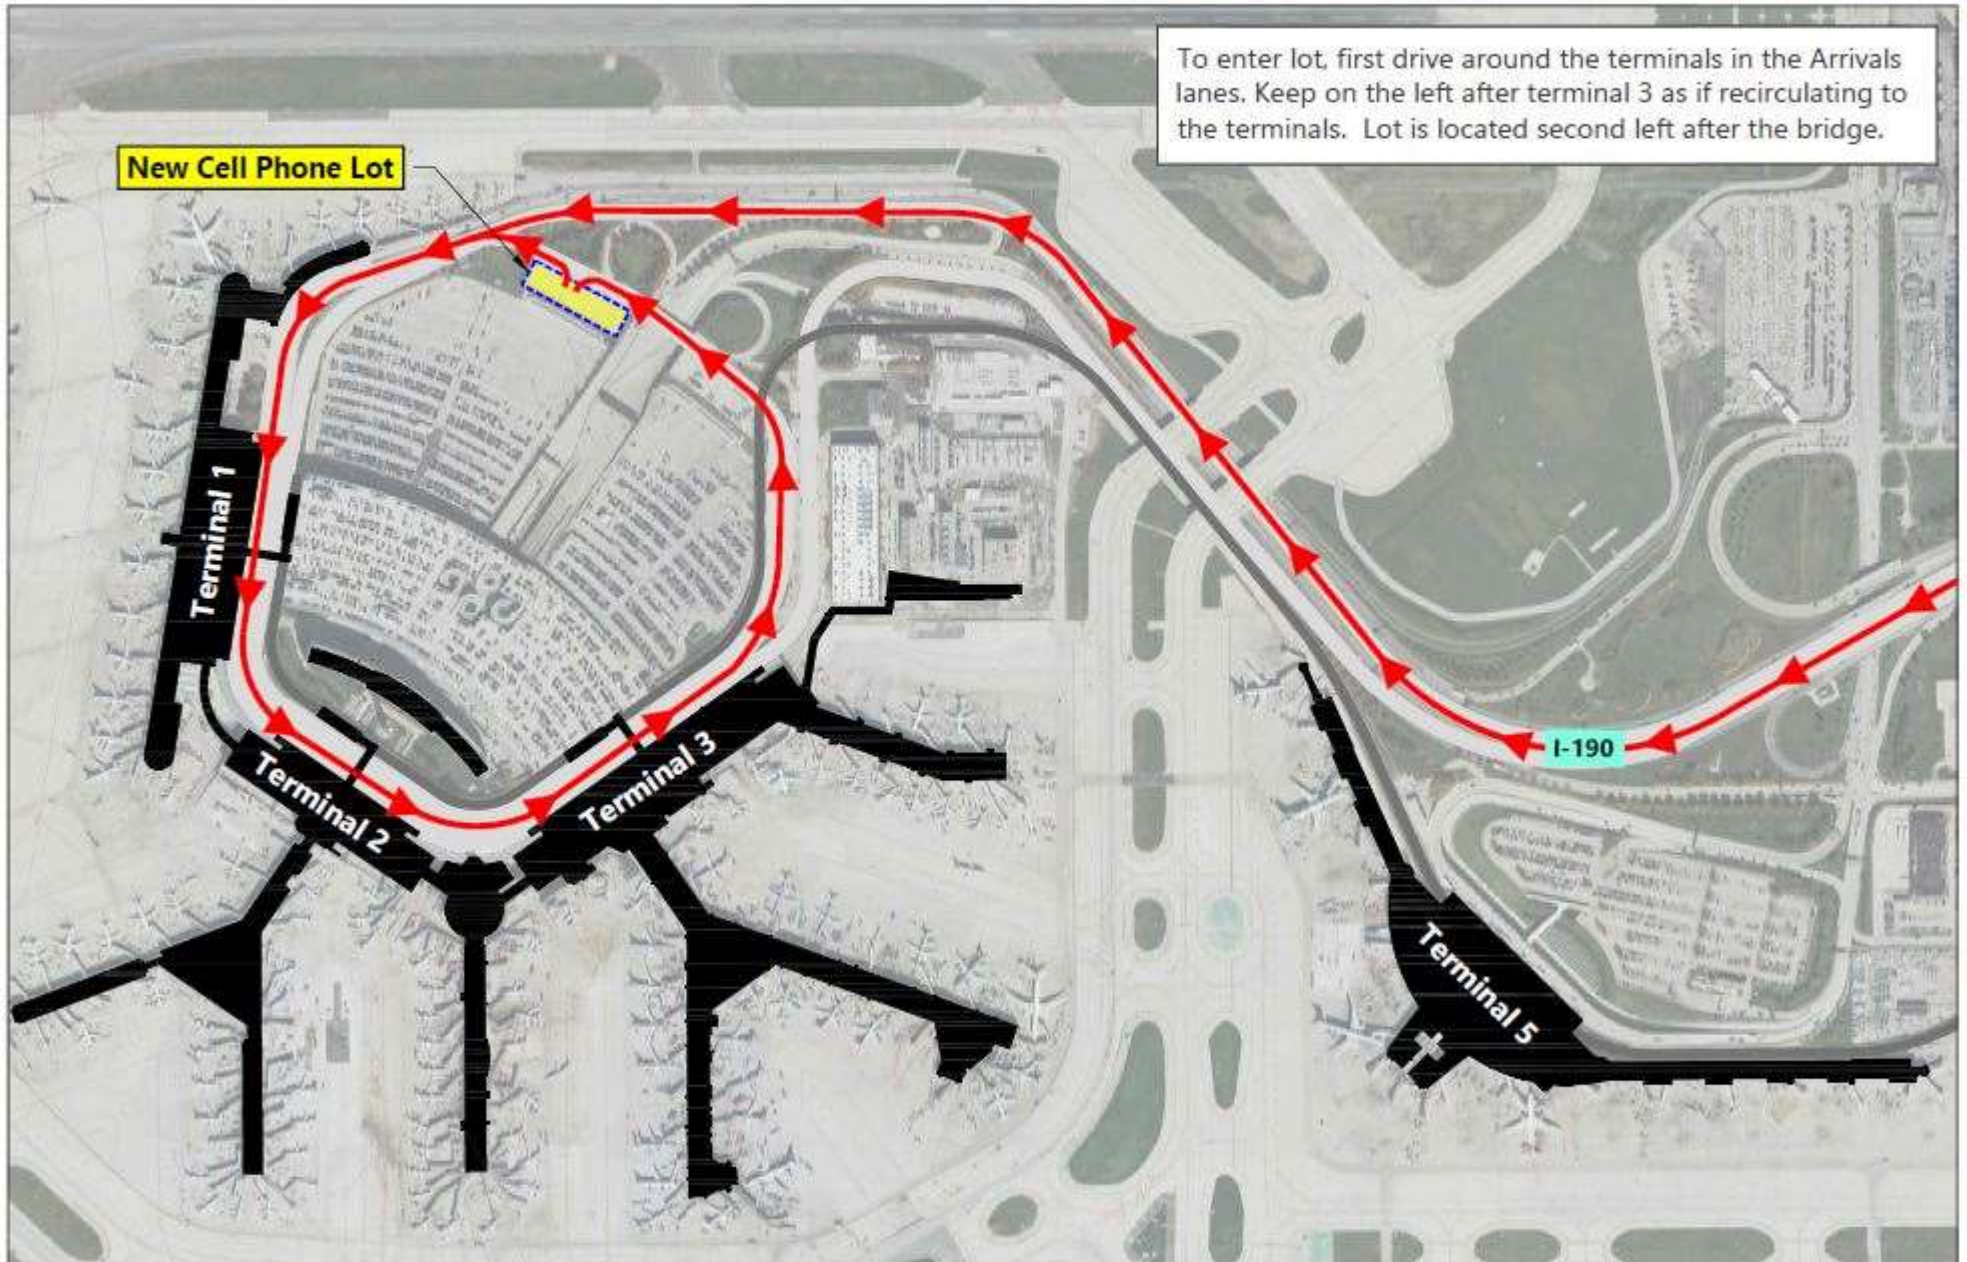 To enter lot, first drive around the terminals in the Arrivals
lanes. Keep on the left after terminal 3 as if recirculating to
the terminals. Lot is located second left after the bridge.
New Cell Phone Lot
Terminal 1
Terminal 2
Terminal 3
I-190
Terminal 5